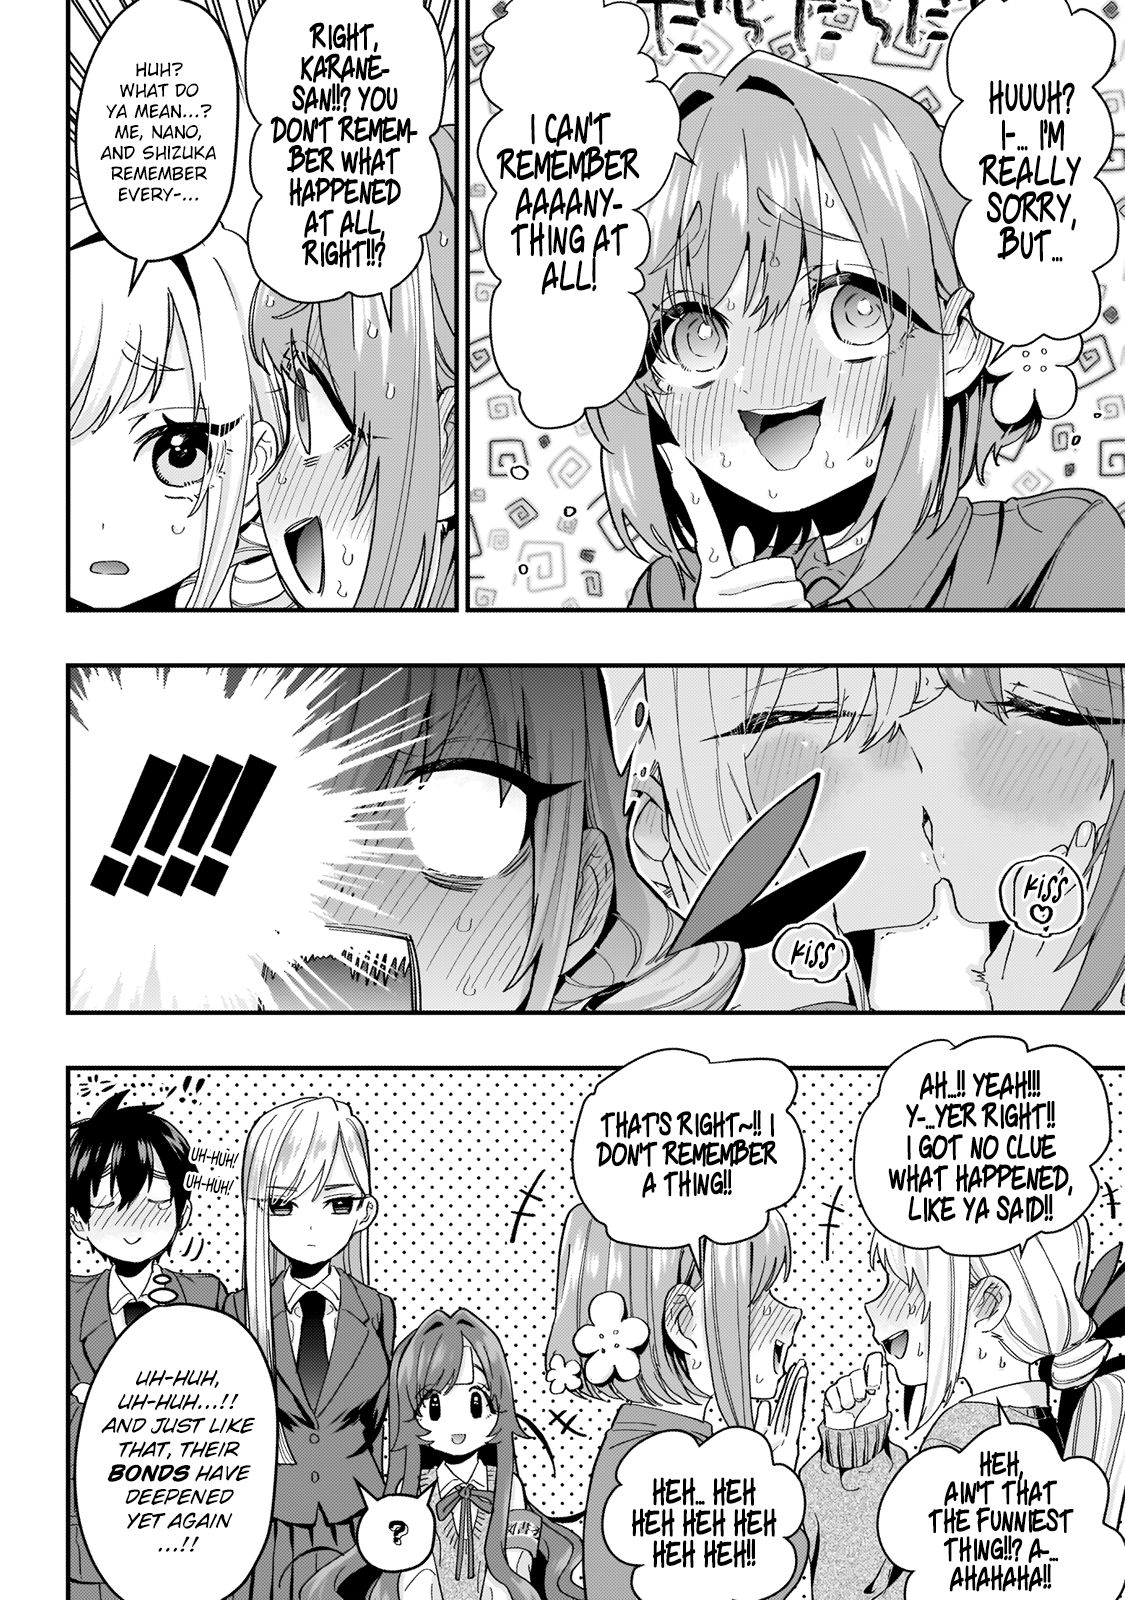 HUUUH?
I-... I'M
REALLY
SORRY,
BUT...
I CAN'T
REMEMBER
AAAANY-
THING AT
ALL!
RIGHT,
KARANE-
SAN!!? YOU
DON'T REMEM-
BER WHAT
HAPPENED
AT ALL,
RIGHT!!?
HUH?
WHAT DO
YA MEAN...?
ME, NANO,
AND SHIZUKA
REMEMBER
EVERY-...
KISS
KISS
!!!!
AH...!! YEAH!!!
Y-...YER RIGHT!!
I GOT NO CLUE
WHAT HAPPENED,
LIKE YA SAID!!
THAT'S RIGHT~!! I
DON'T REMEMBER
A THING!!
HEH,
AIN'T THAT
THE FUNNIEST
THING!!? A-...
AHAHAHA!!
HEH... HEH
HEH HEH HEH
HEH HEH!!
?
UH-HUH!
UH-HUH!
UH-HUH,
UH-HUH...!!
AND JUST LIKE
THAT, THEIR
BONDS HAVE
DEEPENED
YET AGAIN
...!!